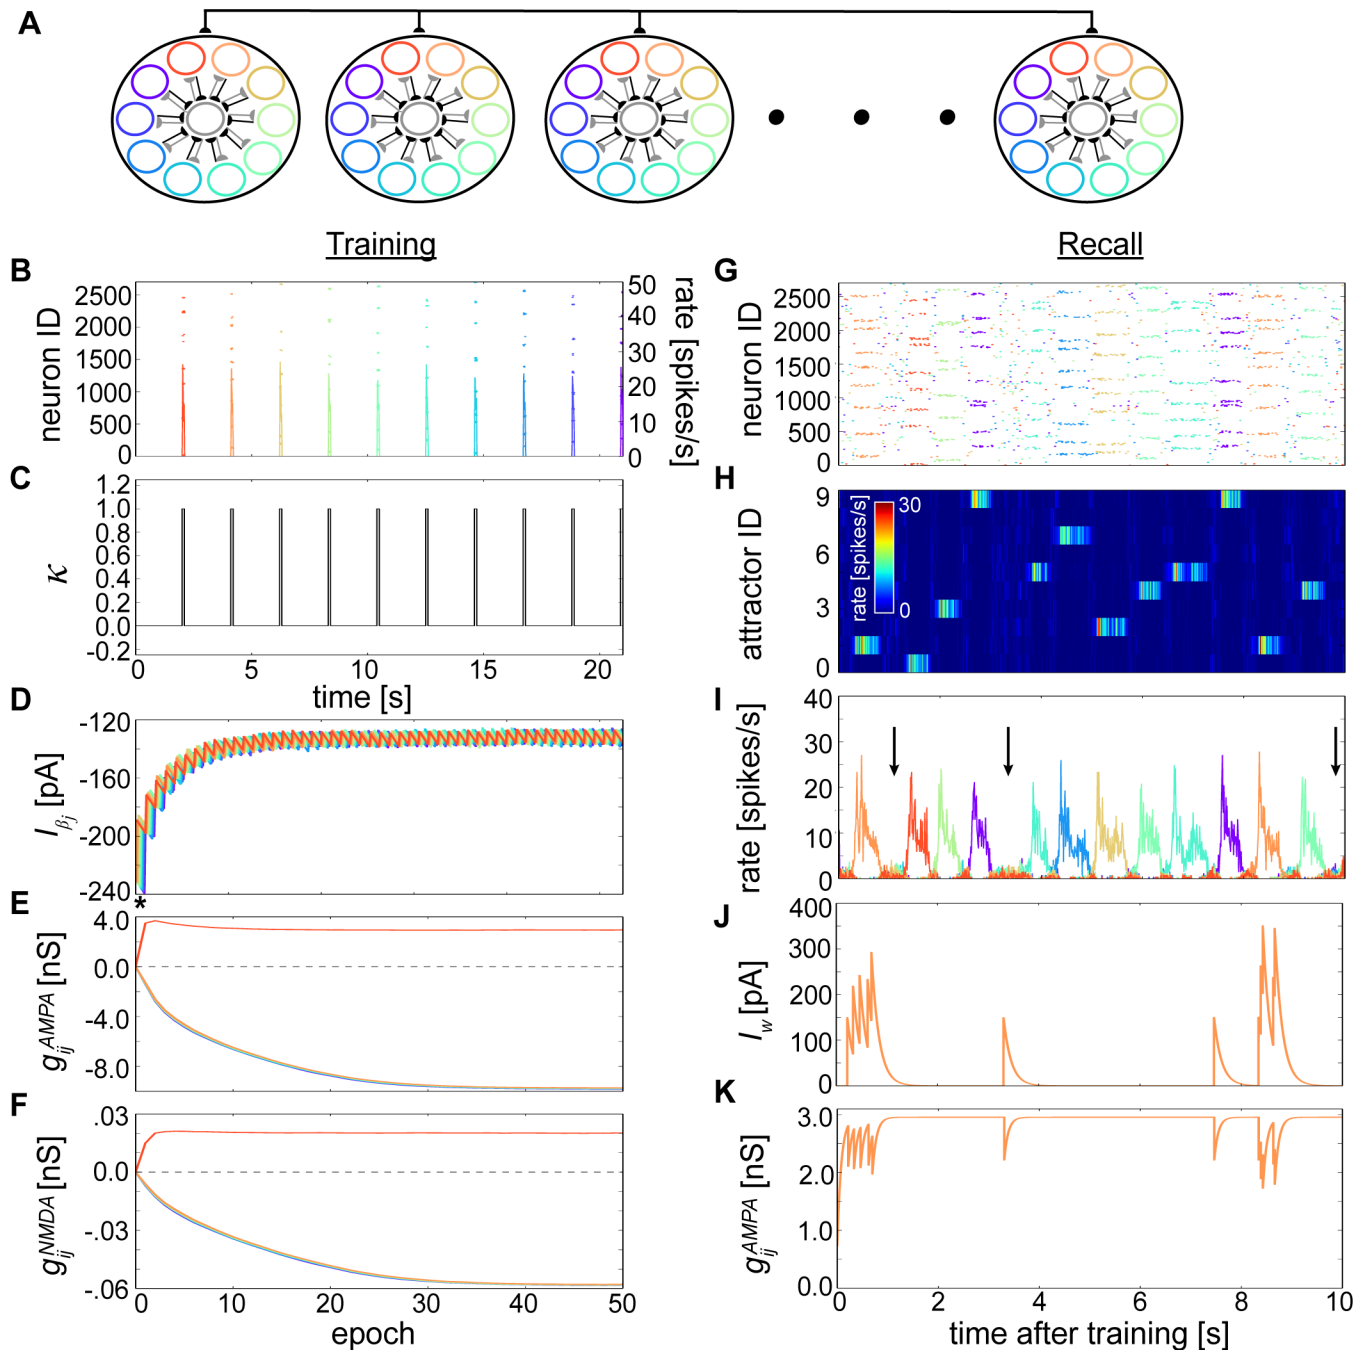 A
Training
Recall
B
neuron ID
2500
2000
1500
1000
500
0
50
40
30
20
10
0
rate [spikes/s]
C
κ
1.2
1.0
0.8
0.6
0.4
0.2
0.0
-0.2
0
5
10
15
20
time [s]
D
I_βj [pA]
-120
-160
-200
-240
*
E
g_ij^AMPA [nS]
4.0
0.0
-4.0
-8.0
F
g_ij^NMDA [nS]
.03
0.0
-.03
-.06
0
10
20
30
40
50
epoch
G
neuron ID
2500
2000
1500
1000
500
0
H
attractor ID
9
6
3
0
rate [spikes/s]
30
0
I
rate [spikes/s]
40
30
20
10
0
J
I_w [pA]
400
300
200
100
0
K
g_ij^AMPA [nS]
3.0
2.0
1.0
0.0
0
2
4
6
8
10
time after training [s]